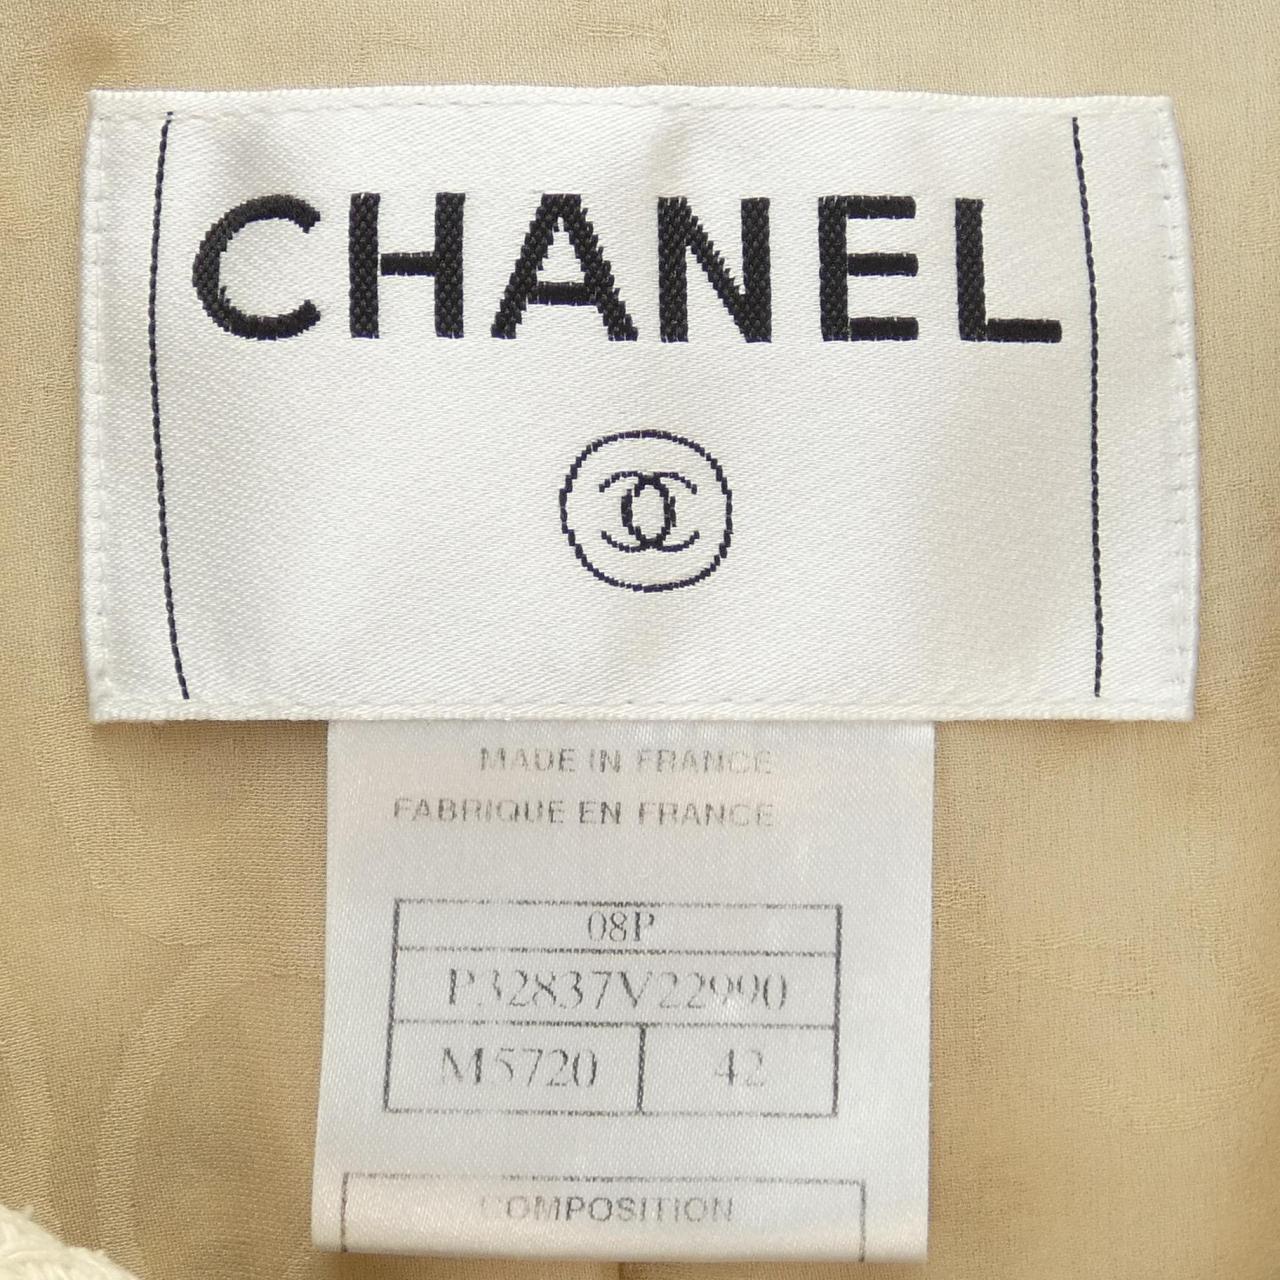 CHANEL
MADE IN FRANCE
FABRIQUE EN FRANCE
08P
P32837V22990
M5720 42
COMPOSITION